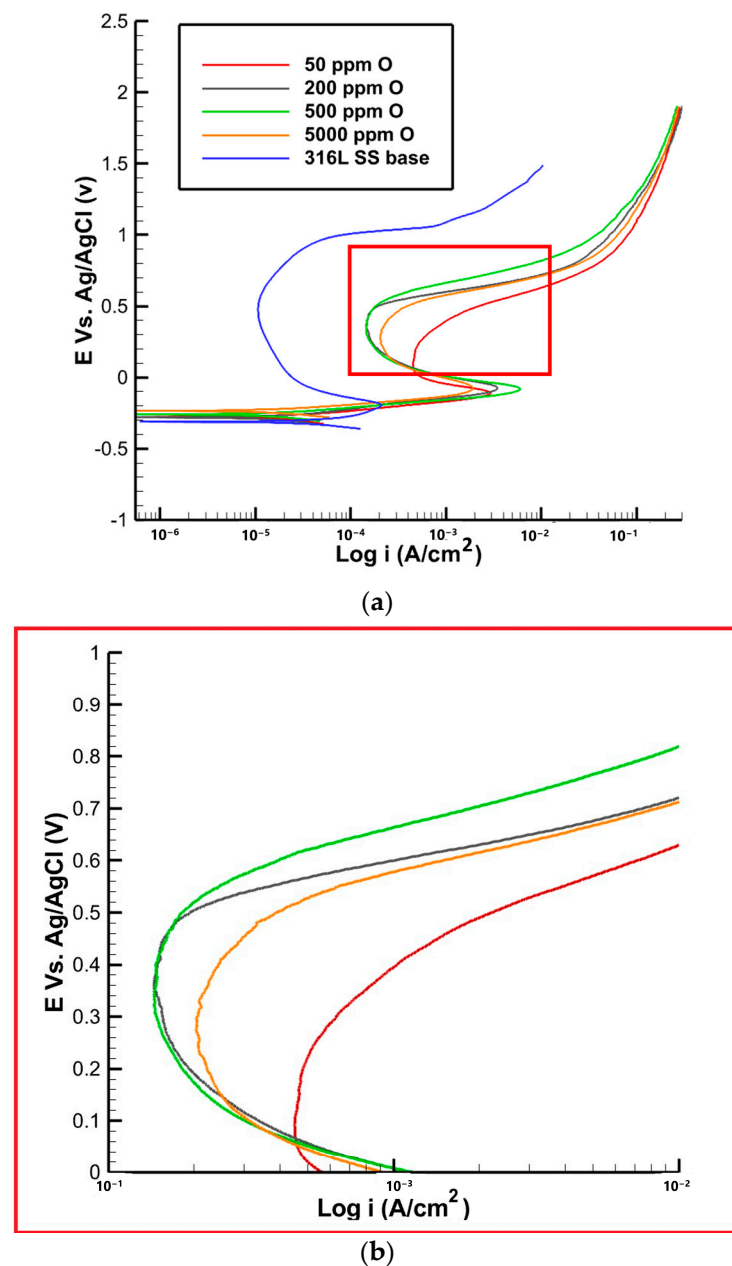 2.5
2
1.5
1
0.5
0
-0.5
-1
E Vs. Ag/AgCl (v)
50 ppm O
200 ppm O
500 ppm O
5000 ppm O
316L SS base
10⁻⁶ 10⁻⁵ 10⁻⁴ 10⁻³ 10⁻² 10⁻¹
Log i (A/cm²)
(a)
1
0.9
0.8
0.7
0.6
0.5
0.4
0.3
0.2
0.1
0
E Vs. Ag/AgCl (V)
10⁻¹ 10⁻³ 10⁻²
Log i (A/cm²)
(b)